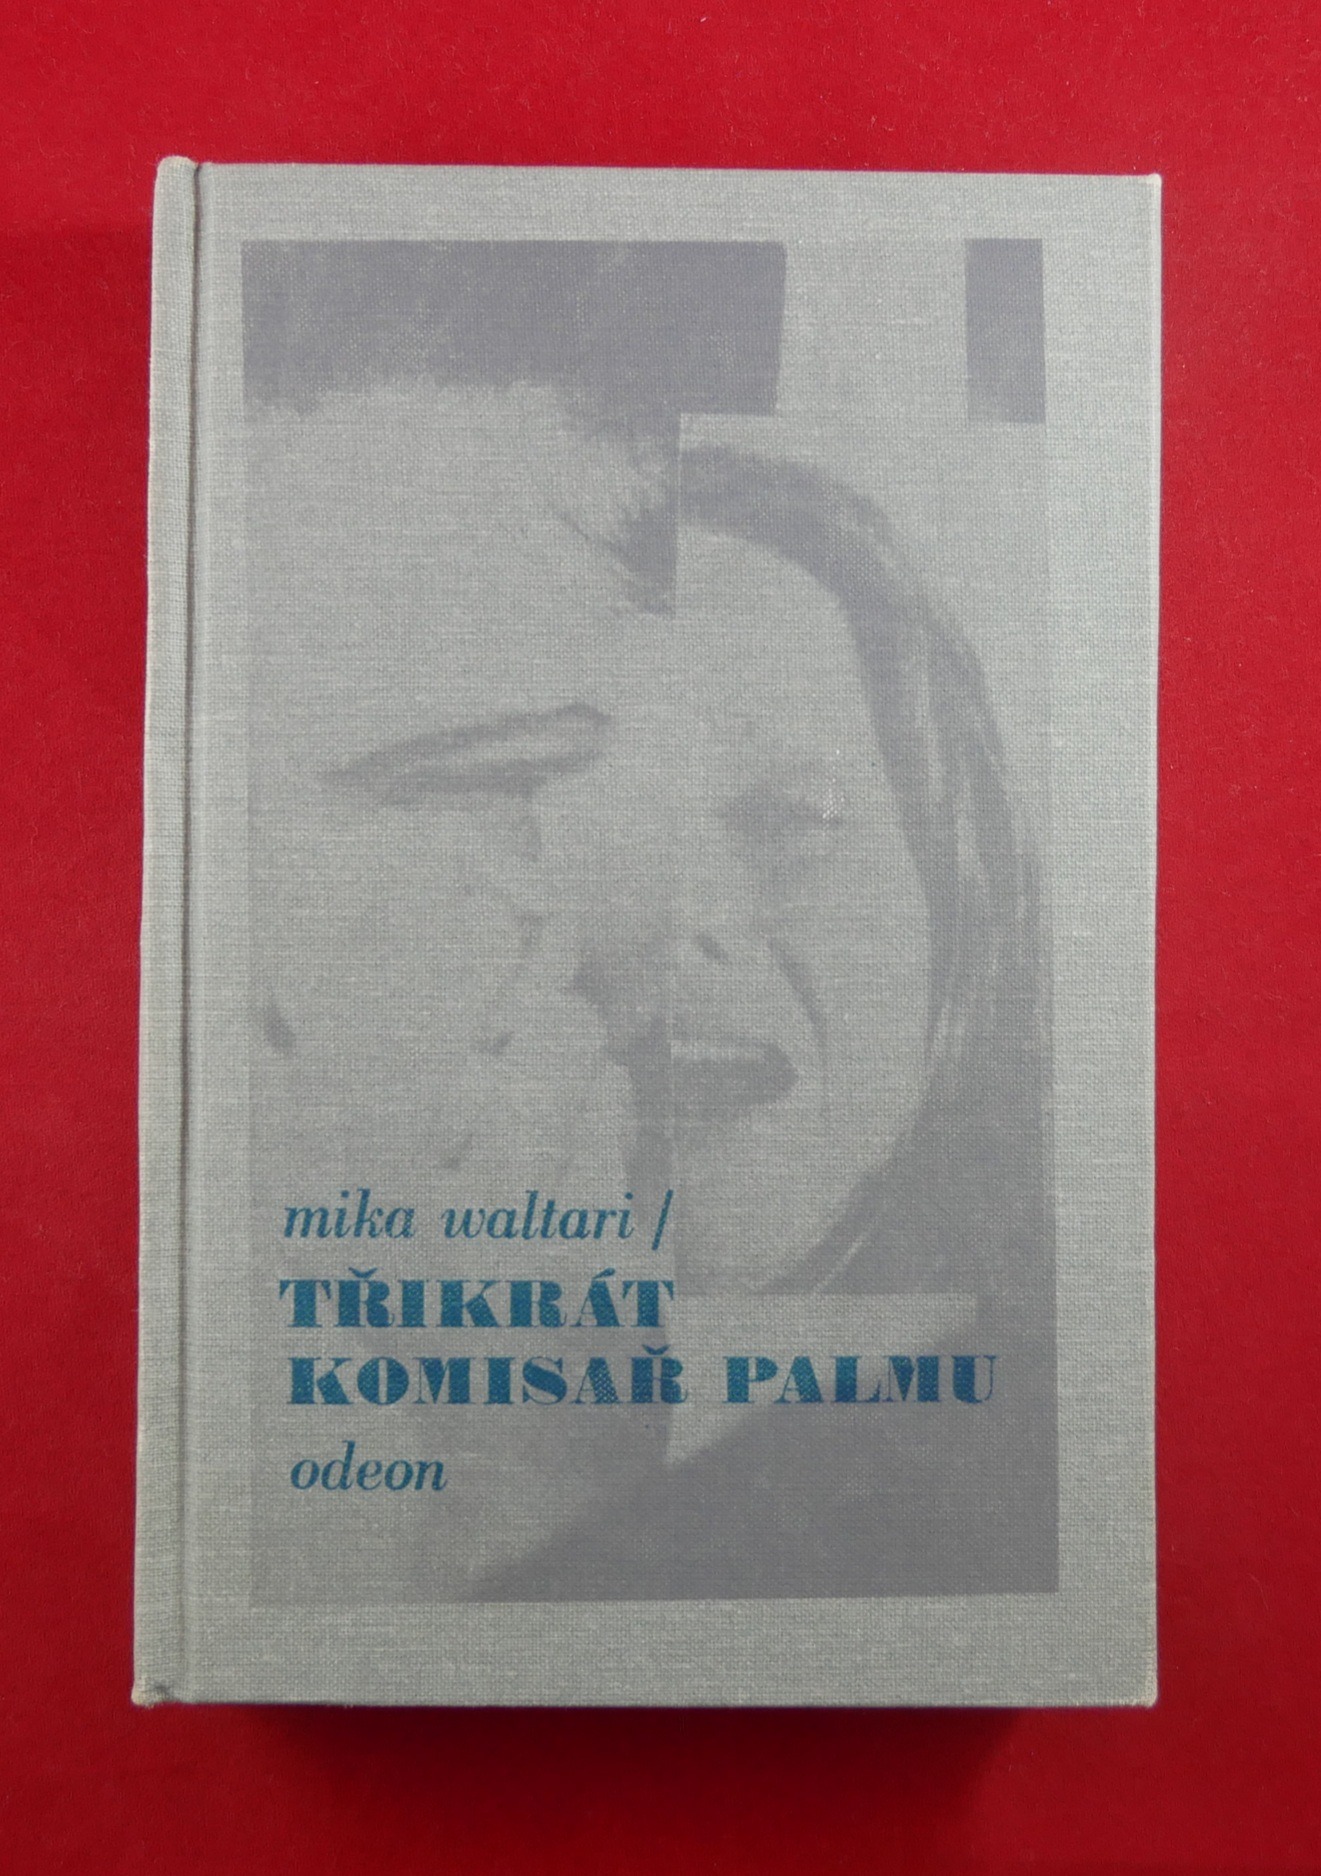 mika waltari /
TŘIKRÁT
KOMISAŘ PALMU
odeon